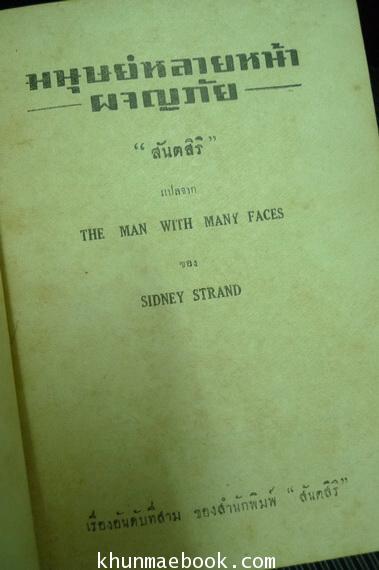 มนุษย์หลายหน้า
ผจญภัย
“ สันตสิริ ”
แปลจาก
THE MAN WITH MANY FACES
ของ
SIDNEY STRAND
เรื่องอันดับที่สาม ของสำนักพิมพ์ “ สันตสิริ ”
khunmaebook.com